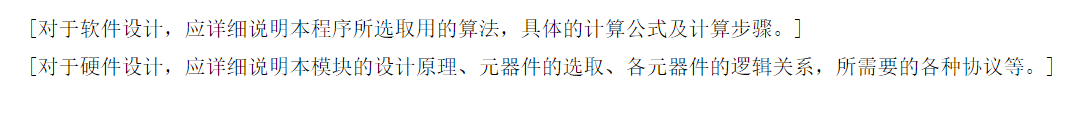 [对于软件设计，应详细说明本程序所选取用的算法，具体的计算公式及计算步骤。]
[对于硬件设计，应详细说明本模块的设计原理、元器件的选取、各元器件的逻辑关系，所需要的各种协议等。]